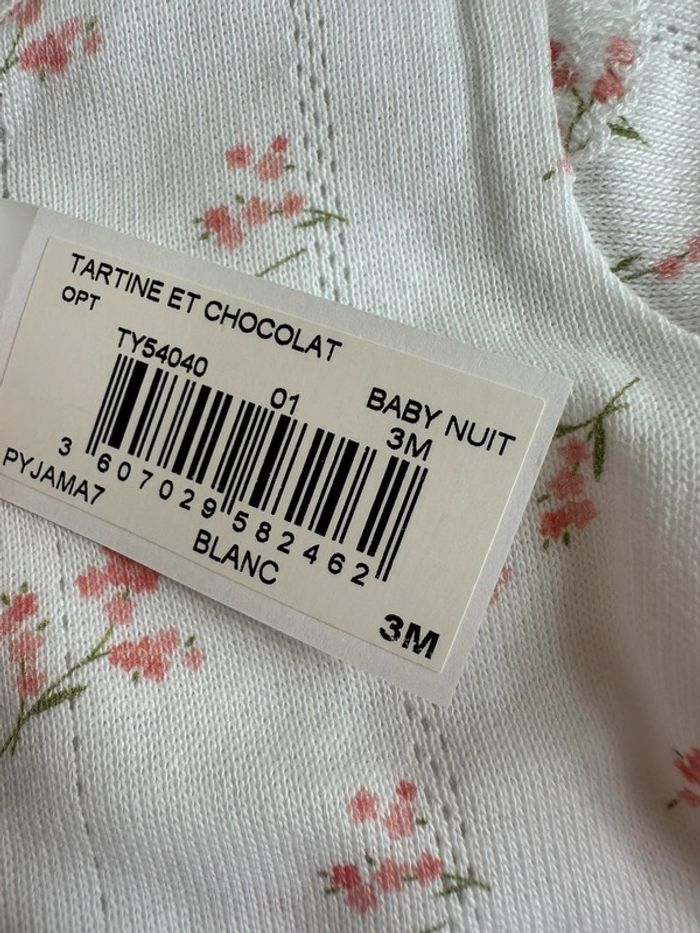 TARTINE ET CHOCOLAT
OPT
TY54040 01 BABY NUIT
3M
3 607029 582462
PYJAMA7
BLANC
3M